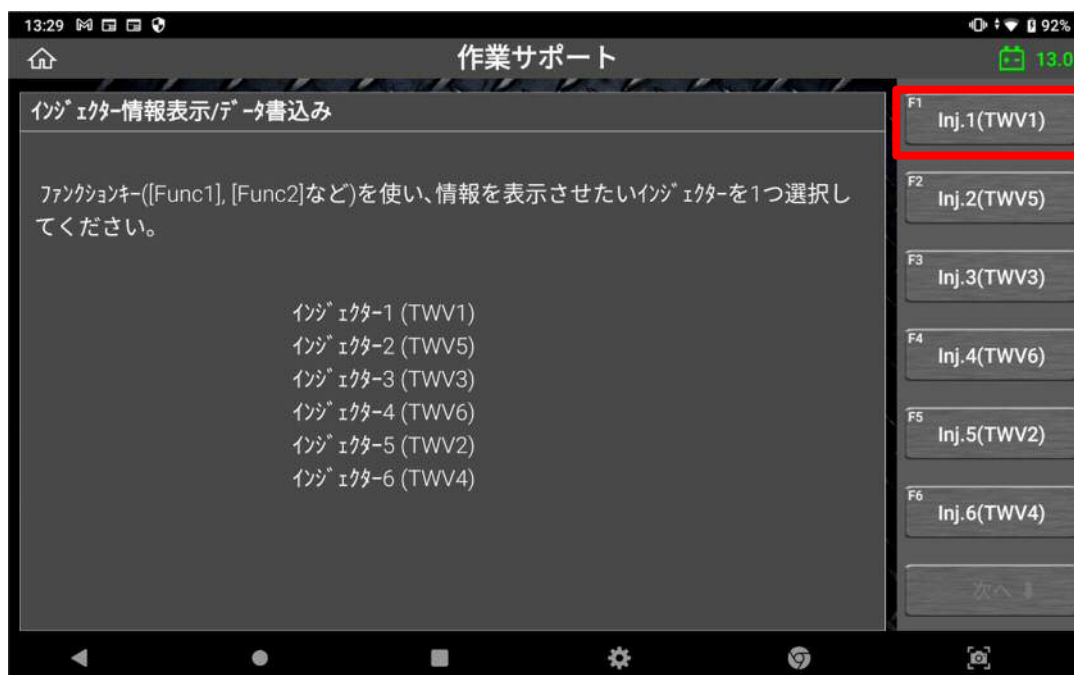 13:29 92%
作業サポート
13.0
ｲﾝｼﾞｪｸﾀｰ情報表示/ﾃﾞｰﾀ書込み
ﾌｧﾝｸｼｮﾝｷｰ([Func1], [Func2]など)を使い、情報を表示させたいｲﾝｼﾞｪｸﾀｰを1つ選択し
てください。
ｲﾝｼﾞｪｸﾀｰ1 (TWV1)
ｲﾝｼﾞｪｸﾀｰ2 (TWV5)
ｲﾝｼﾞｪｸﾀｰ3 (TWV3)
ｲﾝｼﾞｪｸﾀｰ4 (TWV6)
ｲﾝｼﾞｪｸﾀｰ5 (TWV2)
ｲﾝｼﾞｪｸﾀｰ6 (TWV4)
F1
Inj.1(TWV1)
F2
Inj.2(TWV5)
F3
Inj.3(TWV3)
F4
Inj.4(TWV6)
F5
Inj.5(TWV2)
F6
Inj.6(TWV4)
次へ ⬇